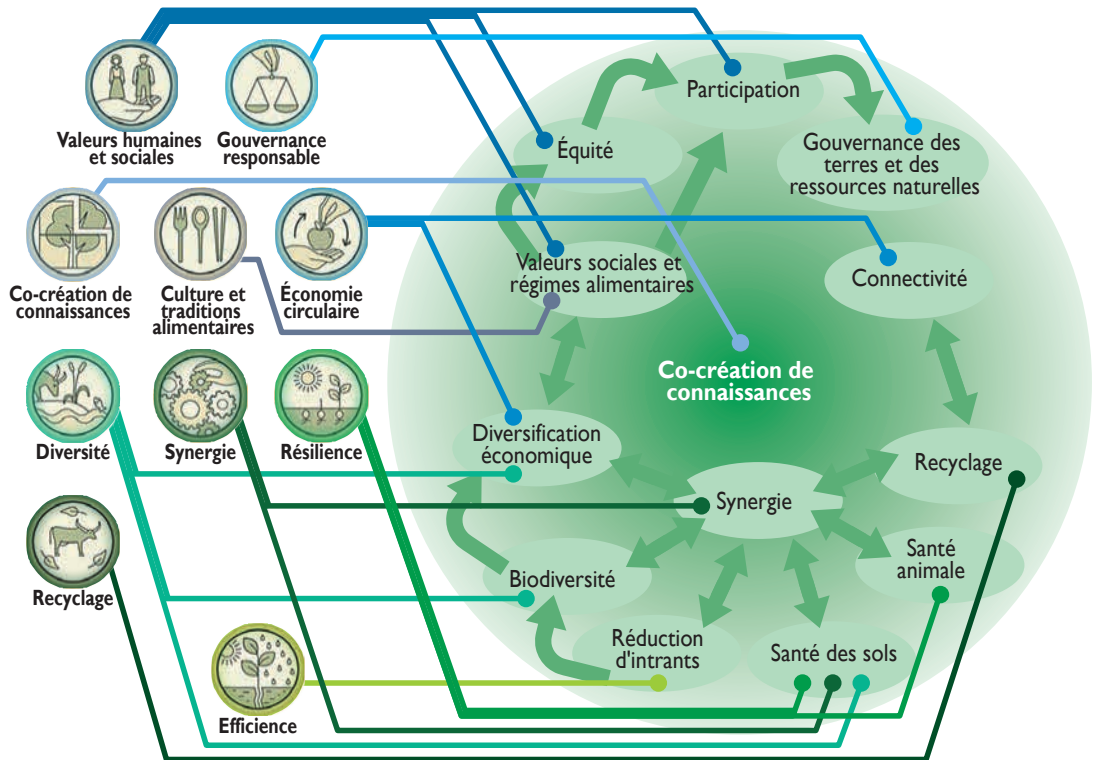 Valeurs humaines
et sociales
Gouvernance
responsable
Co-création de
connaissances
Culture et
traditions
alimentaires
Économie
circulaire
Diversité
Synergie
Résilience
Recyclage
Efficience
Participation
Équité
Gouvernance des
terres et des
ressources naturelles
Valeurs sociales et
régimes alimentaires
Connectivité
Co-création de
connaissances
Diversification
économique
Recyclage
Synergie
Santé
animale
Biodiversité
Réduction
d'intrants
Santé des sols